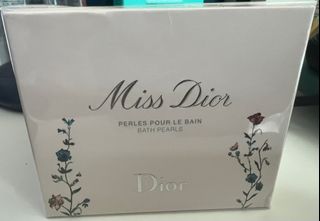 Miss Dior
PERLES POUR LE BAIN
BATH PEARLS
Dior